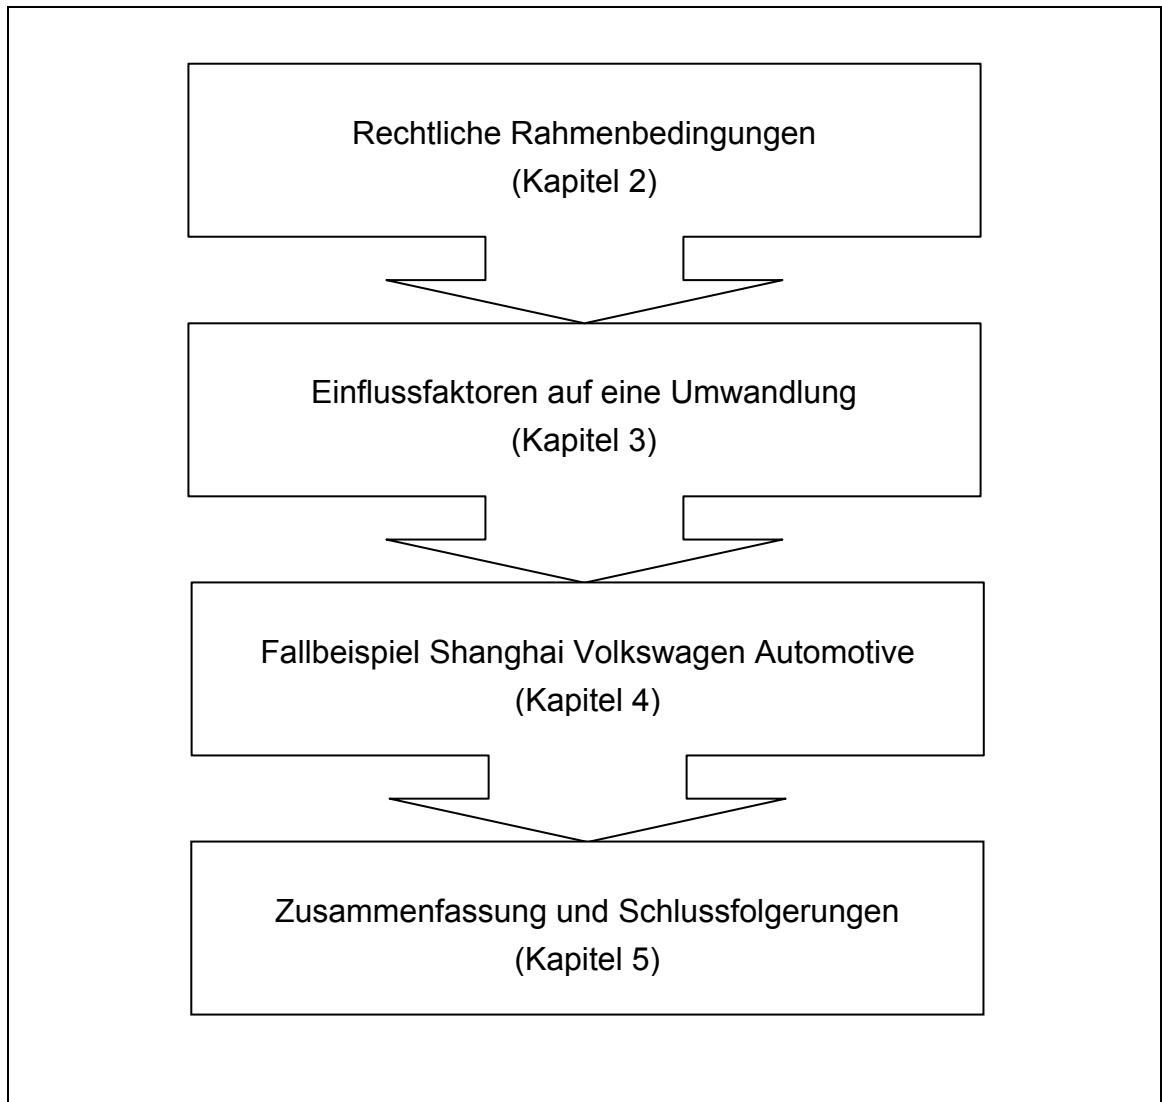 Rechtliche Rahmenbedingungen
(Kapitel 2)
Einflussfaktoren auf eine Umwandlung
(Kapitel 3)
Fallbeispiel Shanghai Volkswagen Automotive
(Kapitel 4)
Zusammenfassung und Schlussfolgerungen
(Kapitel 5)